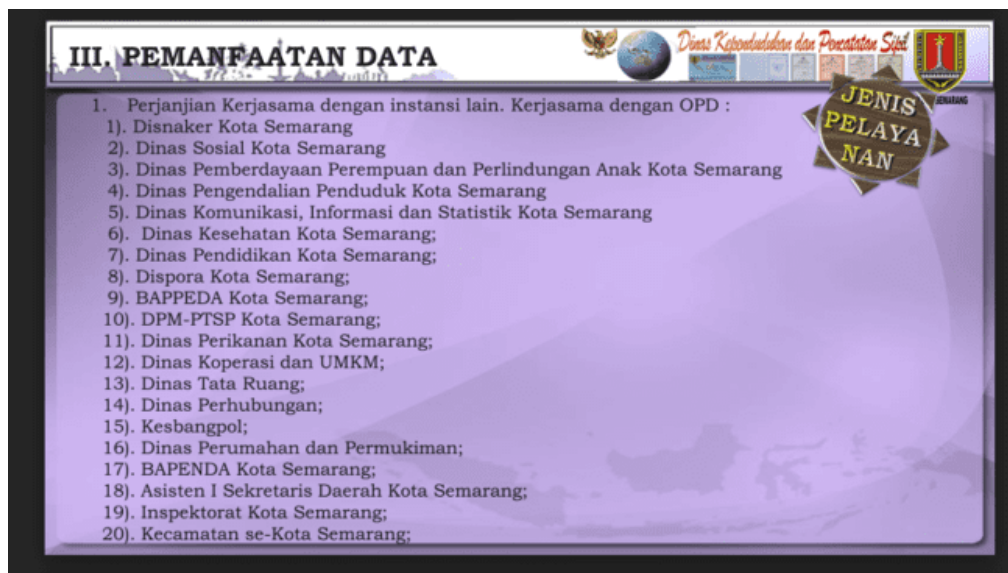 III. PEMANFAATAN DATA
Dinas Kependudukan dan Pencatatan Sipil
SEMARANG
JENIS
PELAYA
NAN
1. Perjanjian Kerjasama dengan instansi lain. Kerjasama dengan OPD :
1). Disnaker Kota Semarang
2). Dinas Sosial Kota Semarang
3). Dinas Pemberdayaan Perempuan dan Perlindungan Anak Kota Semarang
4). Dinas Pengendalian Penduduk Kota Semarang
5). Dinas Komunikasi, Informasi dan Statistik Kota Semarang
6). Dinas Kesehatan Kota Semarang;
7). Dinas Pendidikan Kota Semarang;
8). Dispora Kota Semarang;
9). BAPPEDA Kota Semarang;
10). DPM-PTSP Kota Semarang;
11). Dinas Perikanan Kota Semarang;
12). Dinas Koperasi dan UMKM;
13). Dinas Tata Ruang;
14). Dinas Perhubungan;
15). Kesbangpol;
16). Dinas Perumahan dan Permukiman;
17). BAPENDA Kota Semarang;
18). Asisten I Sekretaris Daerah Kota Semarang;
19). Inspektorat Kota Semarang;
20). Kecamatan se-Kota Semarang;